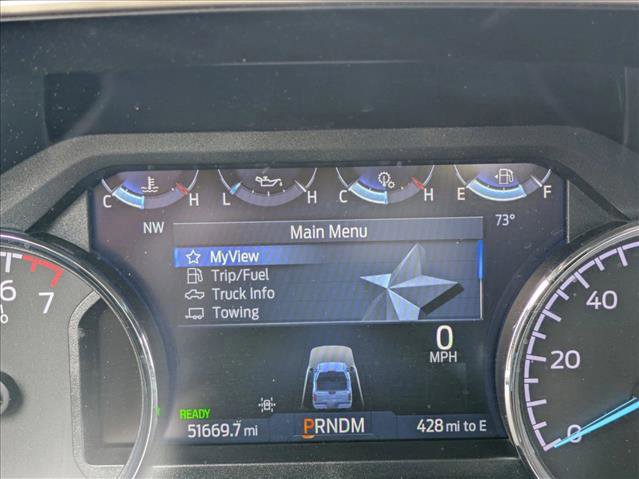 C H L H C H E F
NW 73°
Main Menu
MyView
Trip/Fuel
Truck Info
Towing
0
MPH
READY
51669.7 mi PRNDM 428 mi to E
6
7
40
20
0